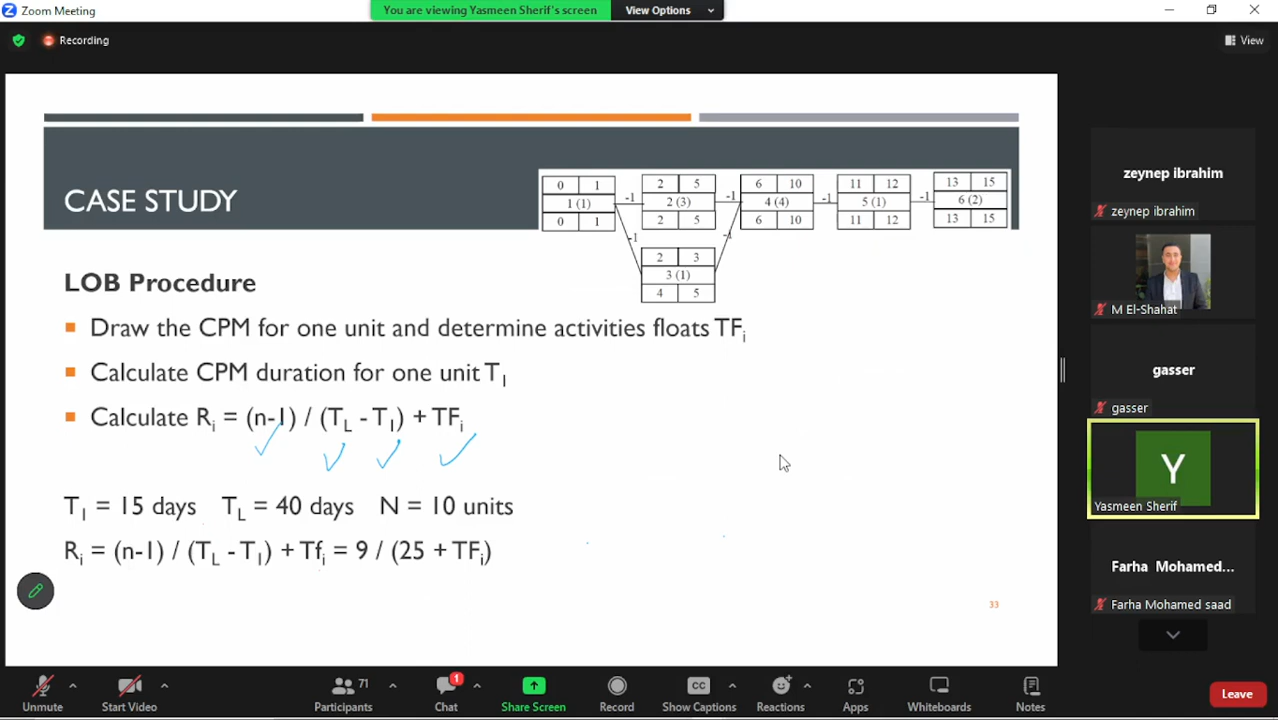 Zoom Meeting
You are viewing Yasmeen Sherif's screen
View Options
Recording
View
CASE STUDY
0 1
1 (1)
0 1
-1
2 5
2 (3)
2 5
-1
6 10
4 (4)
6 10
-1
11 12
5 (1)
11 12
-1
13 15
6 (2)
13 15
-1
2 3
3 (1)
4 5
-1
LOB Procedure
Draw the CPM for one unit and determine activities floats TFi
Calculate CPM duration for one unit T1
Calculate Ri = (n-1) / (TL - T1) + TFi
T1 = 15 days TL = 40 days N = 10 units
Ri = (n-1) / (TL - T1) + Tfi = 9 / (25 + TFi)
33
zeynep ibrahim
zeynep ibrahim
M El-Shahat
gasser
gasser
Y
Yasmeen Sherif
Farha Mohamed...
Farha Mohamed saad
Unmute
Start Video
71
Participants
1
Chat
Share Screen
Record
CC
Show Captions
Reactions
Apps
Whiteboards
Notes
Leave